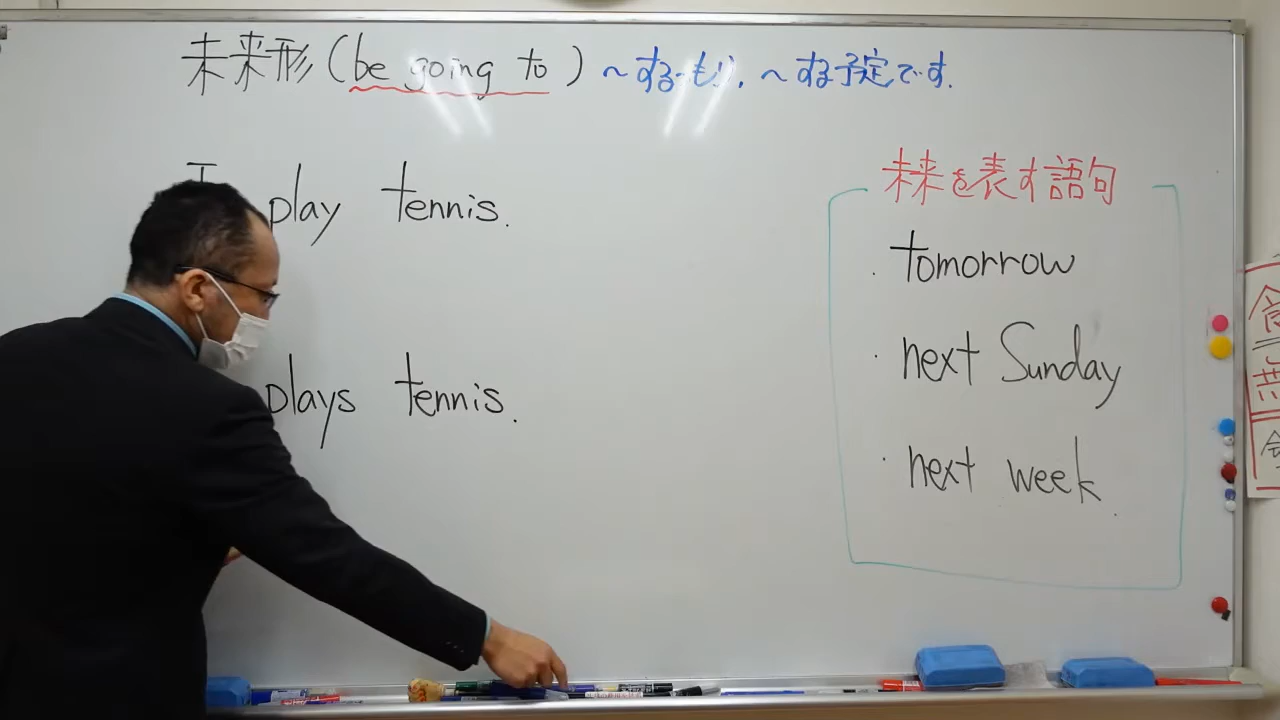 未来形(be going to) ~するつもり, ~する予定です.
I play tennis.
plays tennis.
未来を表す語句
・tomorrow
・next Sunday
・next week